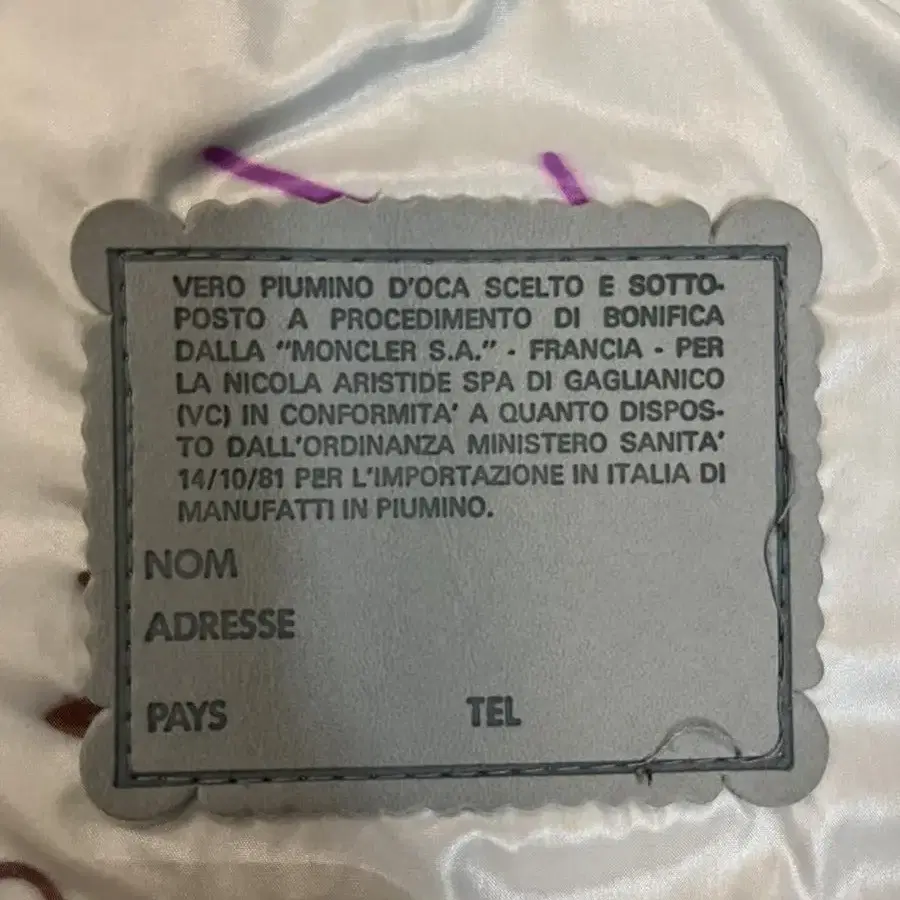 VERO PIUMINO D'OCA SCELTO E SOTTO-
POSTO A PROCEDIMENTO DI BONIFICA
DALLA "MONCLER S.A." - FRANCIA - PER
LA NICOLA ARISTIDE SPA DI GAGLIANICO
(VC) IN CONFORMITA' A QUANTO DISPOS-
TO DALL'ORDINANZA MINISTERO SANITA'
14/10/81 PER L'IMPORTAZIONE IN ITALIA DI
MANUFATTI IN PIUMINO.
NOM
ADRESSE
PAYS TEL